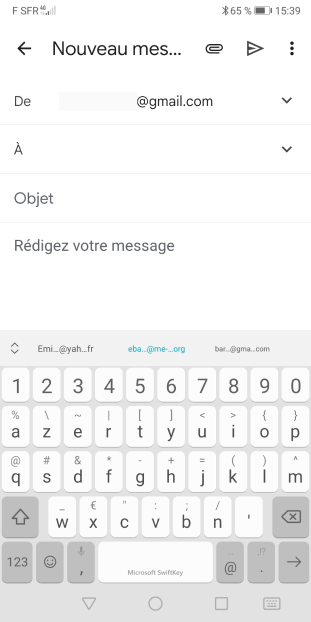 F SFR 4G 65 % 15:39
Nouveau mes...
De @gmail.com
À
Objet
Rédigez votre message
Emi...@yah...fr eba...@me-...org bar...@gma...com
1 2 3 4 5 6 7 8 9 0
% \ ~ | [ ] < > { }
a z e r t y u i o p
@ # & * - + = ( ) ^
q s d f g h j k l m
_ € " : ; /
w x c v b n '
123 , Microsoft SwiftKey @ .